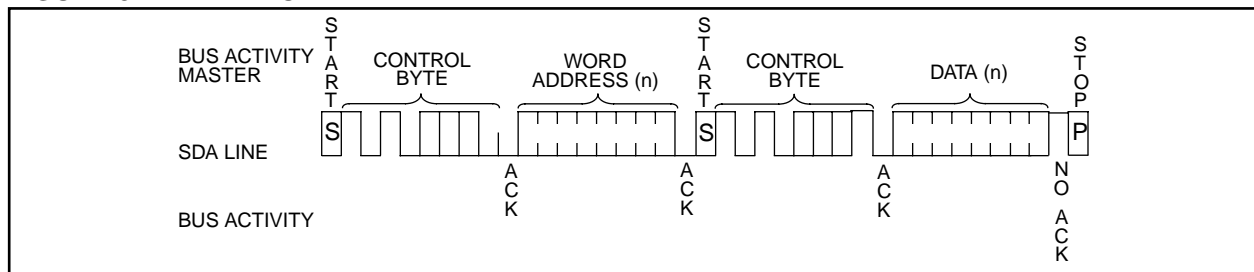 BUS ACTIVITY
MASTER
START
CONTROL
BYTE
WORD
ADDRESS (n)
START
CONTROL
BYTE
DATA (n)
STOP
SDA LINE
S
S
P
BUS ACTIVITY
ACK
ACK
ACK
NO ACK